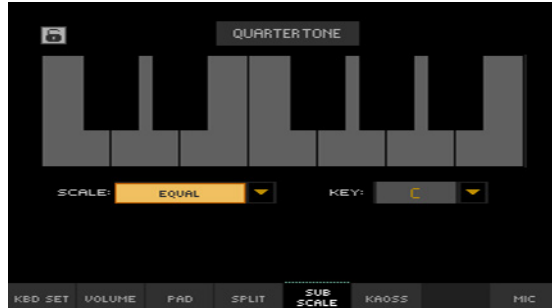 QUARTERTONE
SCALE: EQUAL KEY: C
KBD SET VOLUME PAD SPLIT SUB SCALE KAOSS MIC